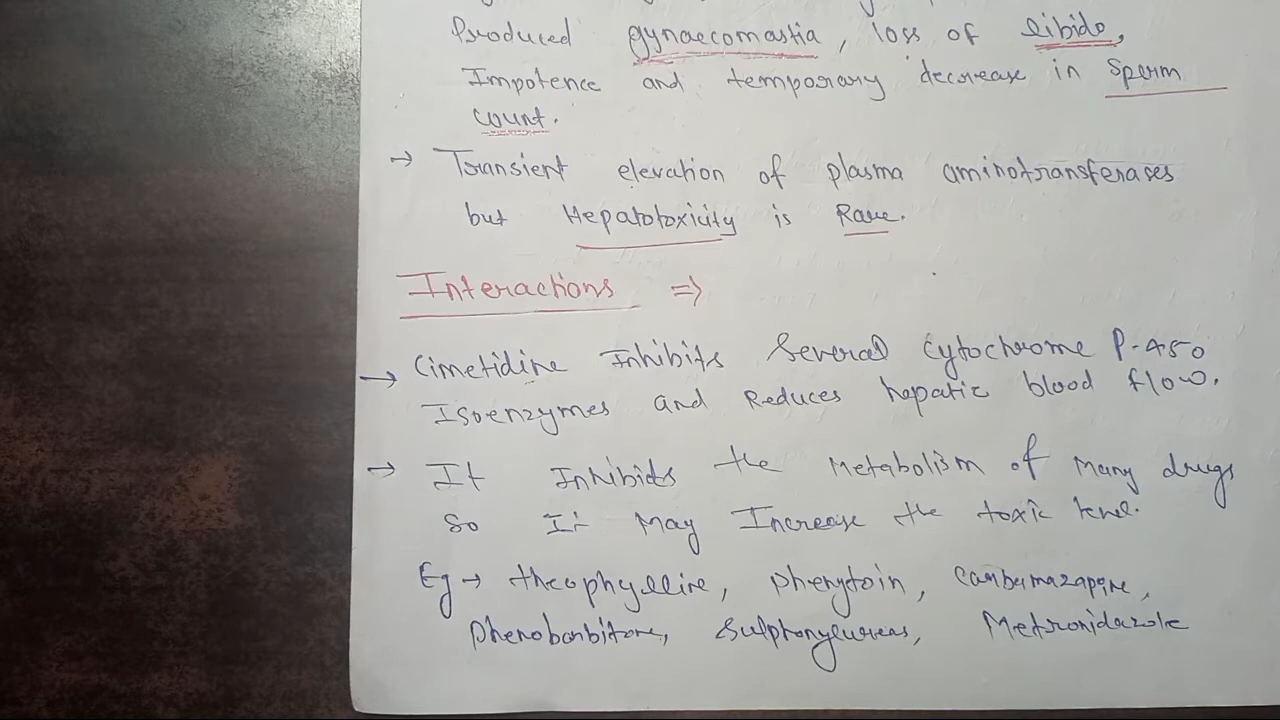 Produced gynaecomastia, loss of libido,
Impotence and temporary decrease in Sperm
count.
→ Transient elevation of plasma aminotransferases
but Hepatotoxicity is Rare.
Interactions ⇒
→ Cimetidine Inhibits Several Cytochrome P-450
Isoenzymes and Reduces hepatic blood flow.
→ It Inhibits the Metabolism of Many drugs
So It May Increase the toxic level.
Eg → theophylline, phenytoin, carbamazapine,
Phenobarbitone, Sulphonylureas, Metronidazole